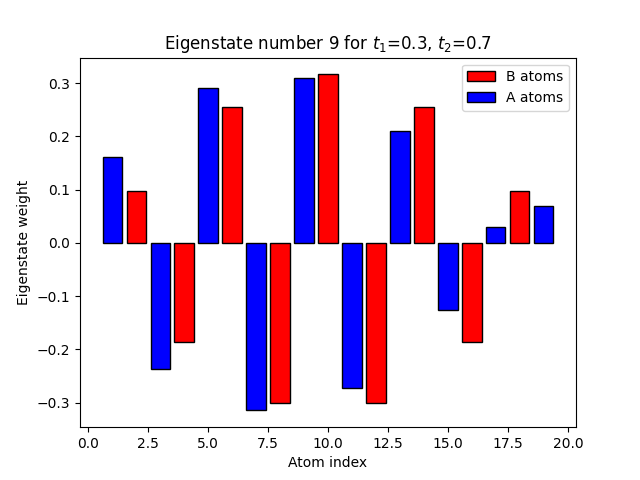 Eigenstate number 9 for $t_1$=0.3, $t_2$=0.7
B atoms
A atoms
Eigenstate weight
0.3
0.2
0.1
0.0
−0.1
−0.2
−0.3
0.0 2.5 5.0 7.5 10.0 12.5 15.0 17.5 20.0
Atom index